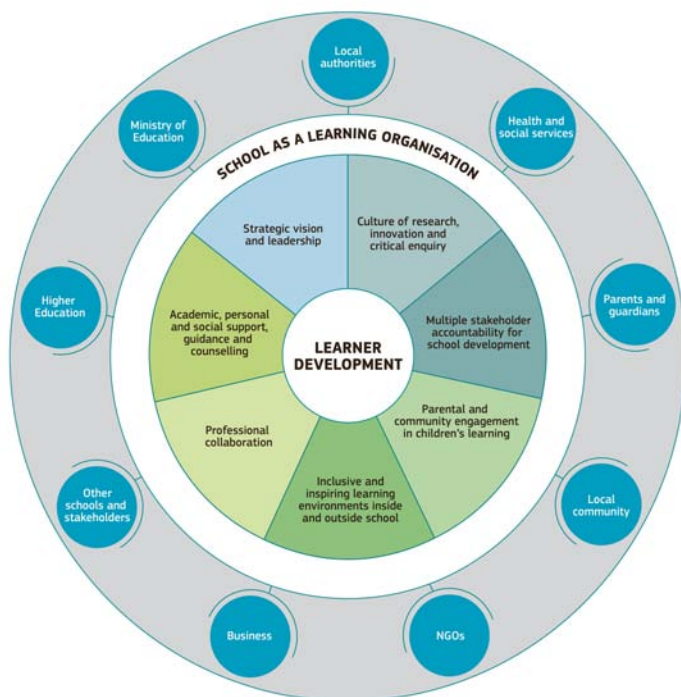 Local
authorities
Health and
social services
Parents and
guardians
Local
community
NGOs
Business
Other
schools and
stakeholders
Higher
Education
Ministry of
Education
SCHOOL AS A LEARNING ORGANISATION
Strategic vision
and leadership
Culture of research,
innovation and
critical enquiry
Multiple stakeholder
accountability for
school development
Parental and
community engagement
in children's learning
Inclusive and
inspiring learning
environments inside
and outside school
Professional
collaboration
Academic, personal
and social support,
guidance and
counselling
LEARNER
DEVELOPMENT